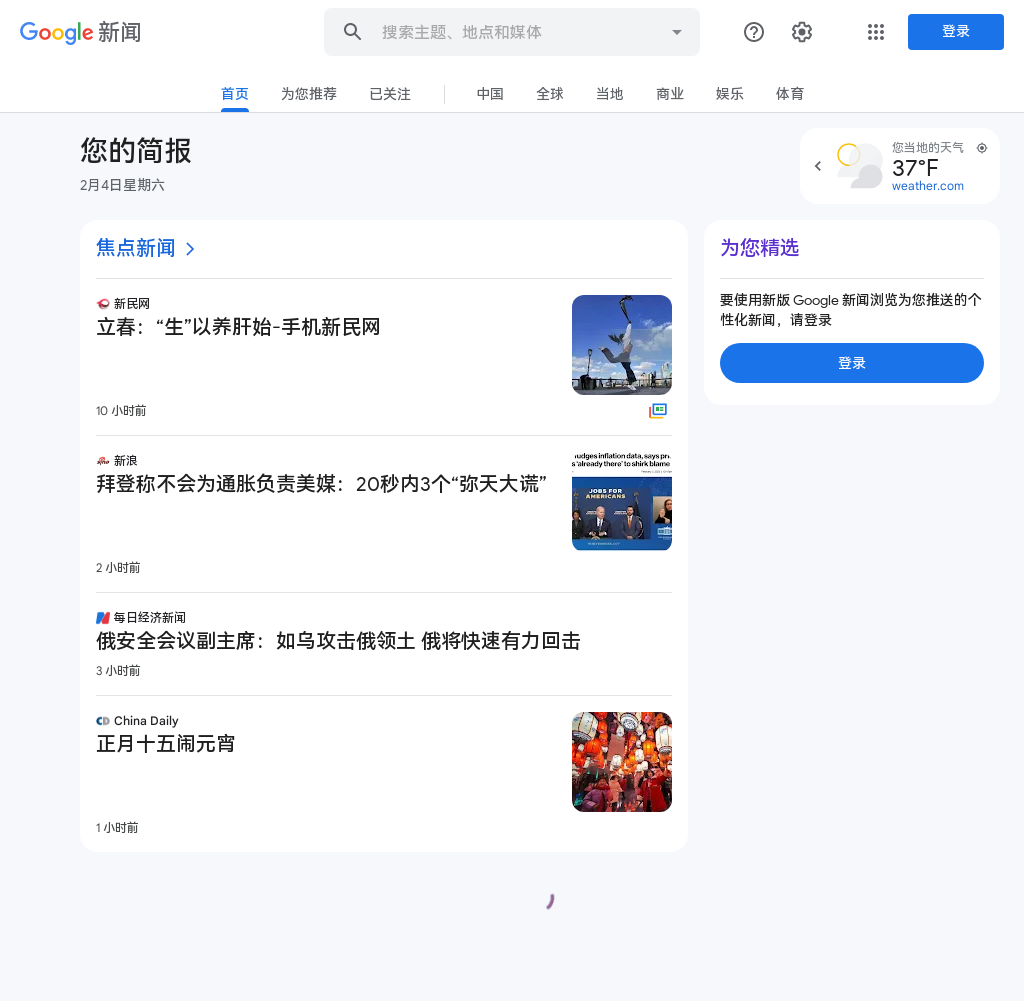 Google 新闻
搜索主题、地点和媒体
登录
首页
为您推荐
已关注
中国
全球
当地
商业
娱乐
体育
您的简报
2月4日星期六
您当地的天气
37°F
weather.com
焦点新闻
新民网
立春：“生”以养肝始-手机新民网
10 小时前
新浪
拜登称不会为通胀负责美媒：20秒内3个“弥天大谎”
udges inflation data, says pr
s 'already there' to shirk blame
JOBS FOR
AMERICANS
2 小时前
每日经济新闻
俄安全会议副主席：如乌攻击俄领土 俄将快速有力回击
3 小时前
China Daily
正月十五闹元宵
1 小时前
为您精选
要使用新版 Google 新闻浏览为您推送的个
性化新闻，请登录
登录